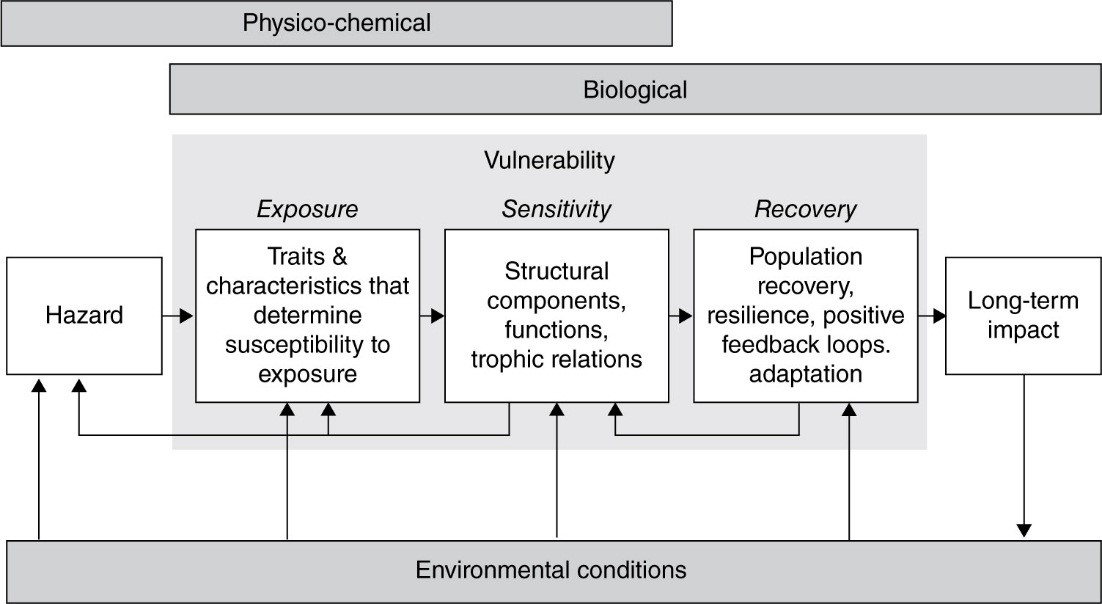 Physico-chemical
Biological
Vulnerability
Exposure
Sensitivity
Recovery
Hazard
Traits &
characteristics that
determine
susceptibility to
exposure
Structural
components,
functions,
trophic relations
Population
recovery,
resilience, positive
feedback loops.
adaptation
Long-term
impact
Environmental conditions